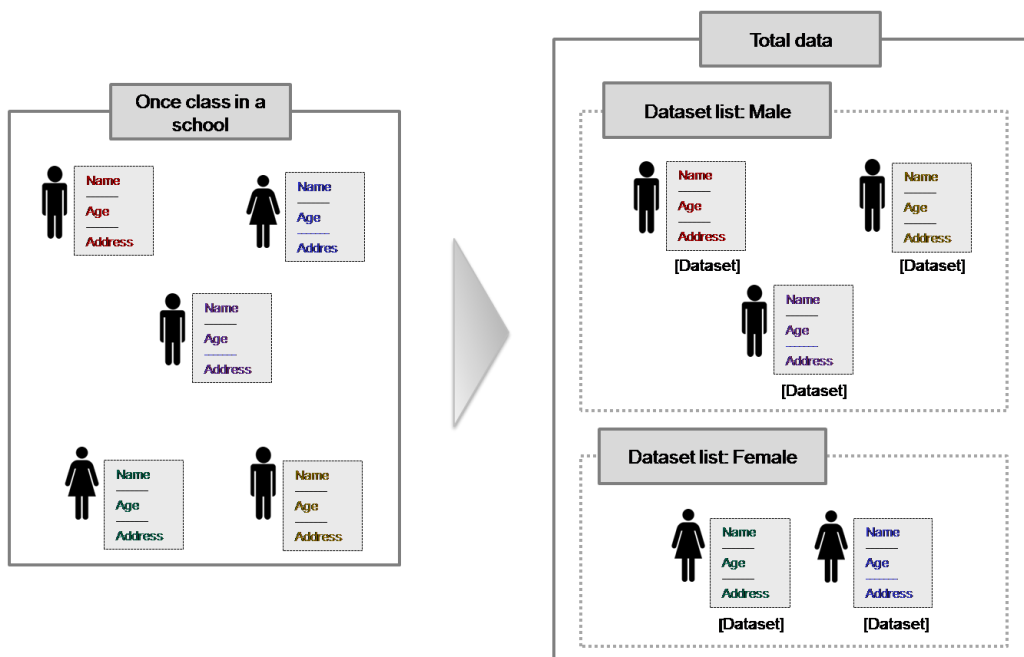 Once class in a
school
Name
Age
Address
Name
Age
Addres
Name
Age
Address
Name
Age
Address
Name
Age
Address
Total data
Dataset list: Male
Name
Age
Address
[Dataset]
Name
Age
Address
[Dataset]
Name
Age
Address
[Dataset]
Dataset list: Female
Name
Age
Address
[Dataset]
Name
Age
Address
[Dataset]